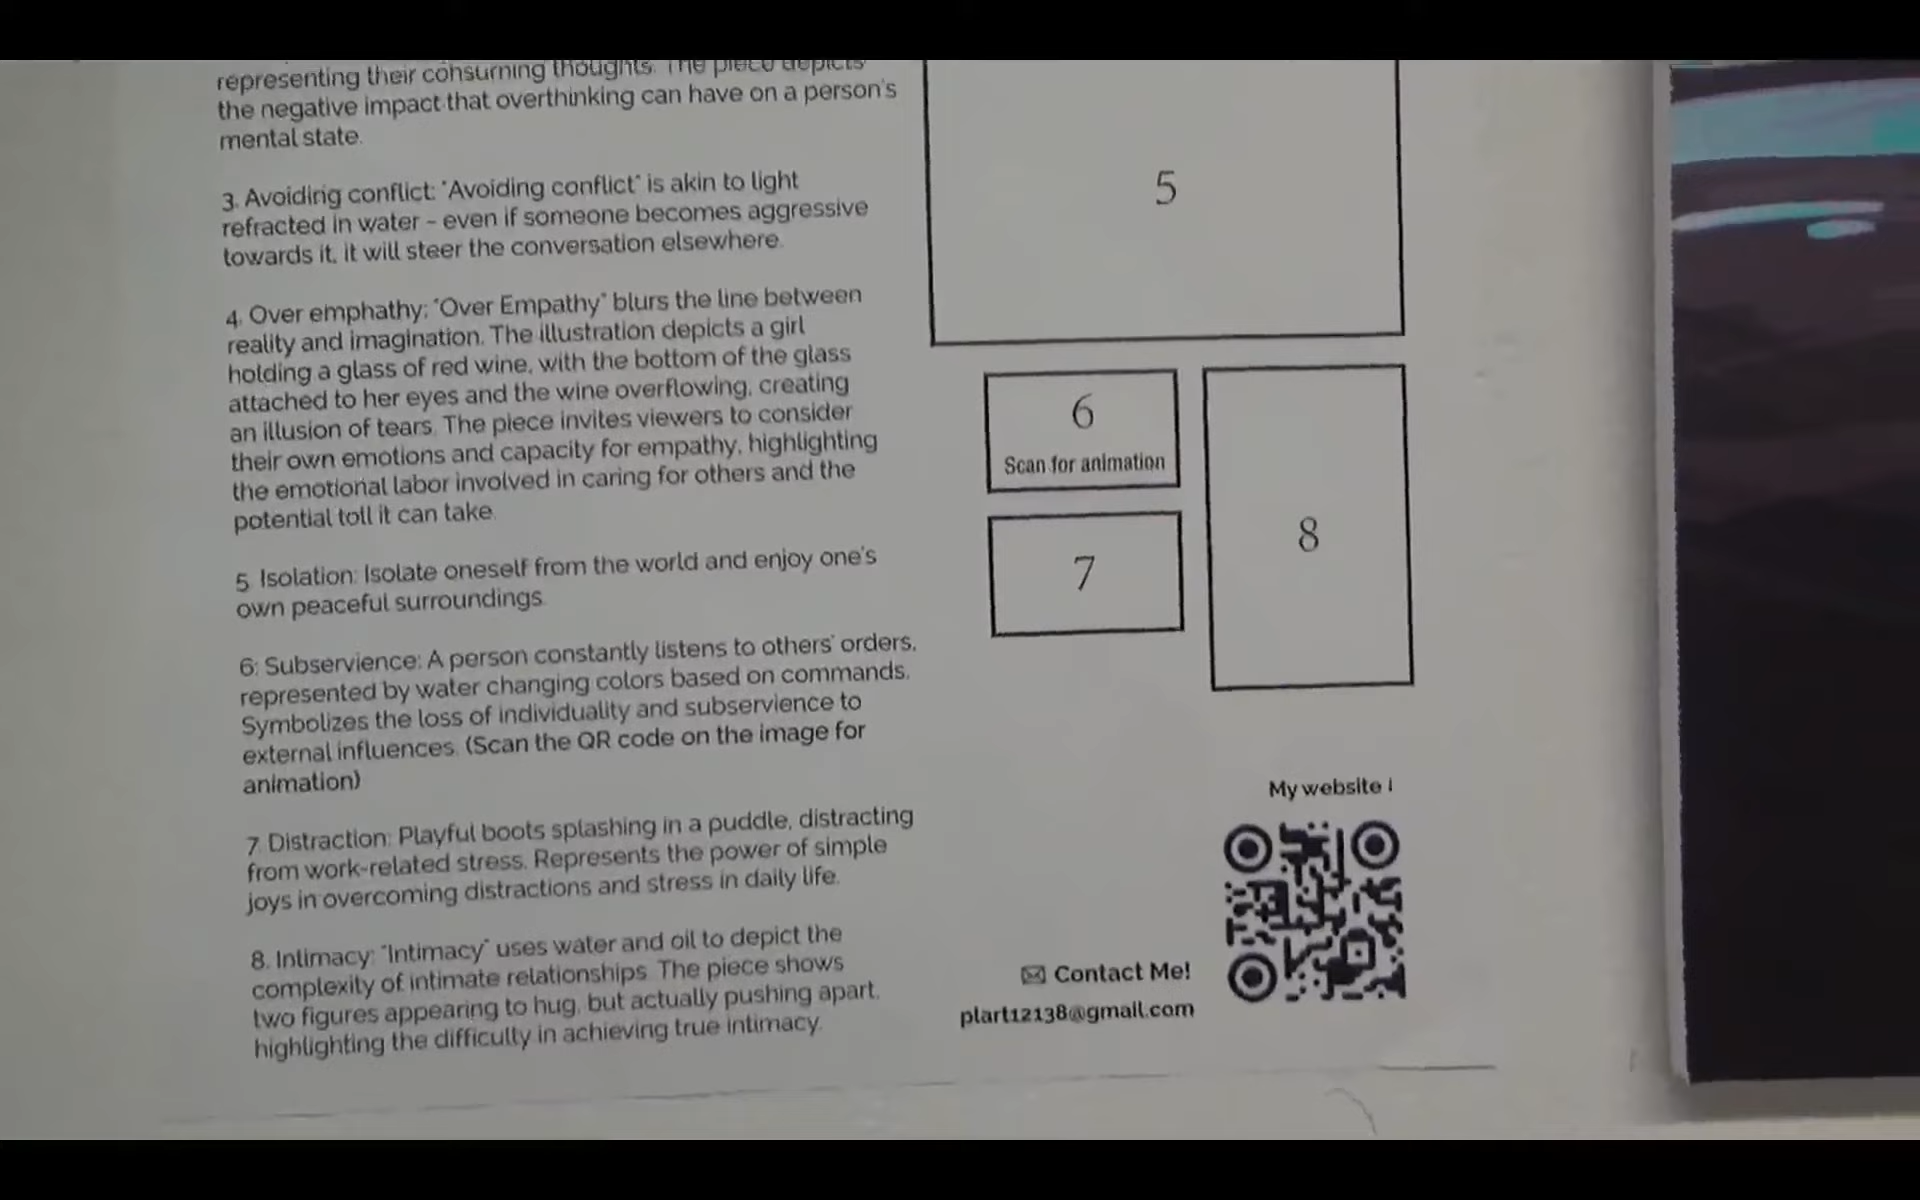 representing their consuming thoughts. The piece depicts
the negative impact that overthinking can have on a person's
mental state.
3. Avoiding conflict: "Avoiding conflict" is akin to light
refracted in water – even if someone becomes aggressive
towards it, it will steer the conversation elsewhere.
4. Over emphathy: "Over Empathy" blurs the line between
reality and imagination. The illustration depicts a girl
holding a glass of red wine, with the bottom of the glass
attached to her eyes and the wine overflowing, creating
an illusion of tears. The piece invites viewers to consider
their own emotions and capacity for empathy, highlighting
the emotional labor involved in caring for others and the
potential toll it can take.
5. Isolation: Isolate oneself from the world and enjoy one's
own peaceful surroundings.
6: Subservience: A person constantly listens to others' orders,
represented by water changing colors based on commands.
Symbolizes the loss of individuality and subservience to
external influences. (Scan the QR code on the image for
animation)
7. Distraction: Playful boots splashing in a puddle, distracting
from work-related stress. Represents the power of simple
joys in overcoming distractions and stress in daily life.
8. Intimacy: "Intimacy" uses water and oil to depict the
complexity of intimate relationships. The piece shows
two figures appearing to hug, but actually pushing apart,
highlighting the difficulty in achieving true intimacy.
5
6
Scan for animation
7
8
My website ↓
✉ Contact Me!
plart12138@gmail.com